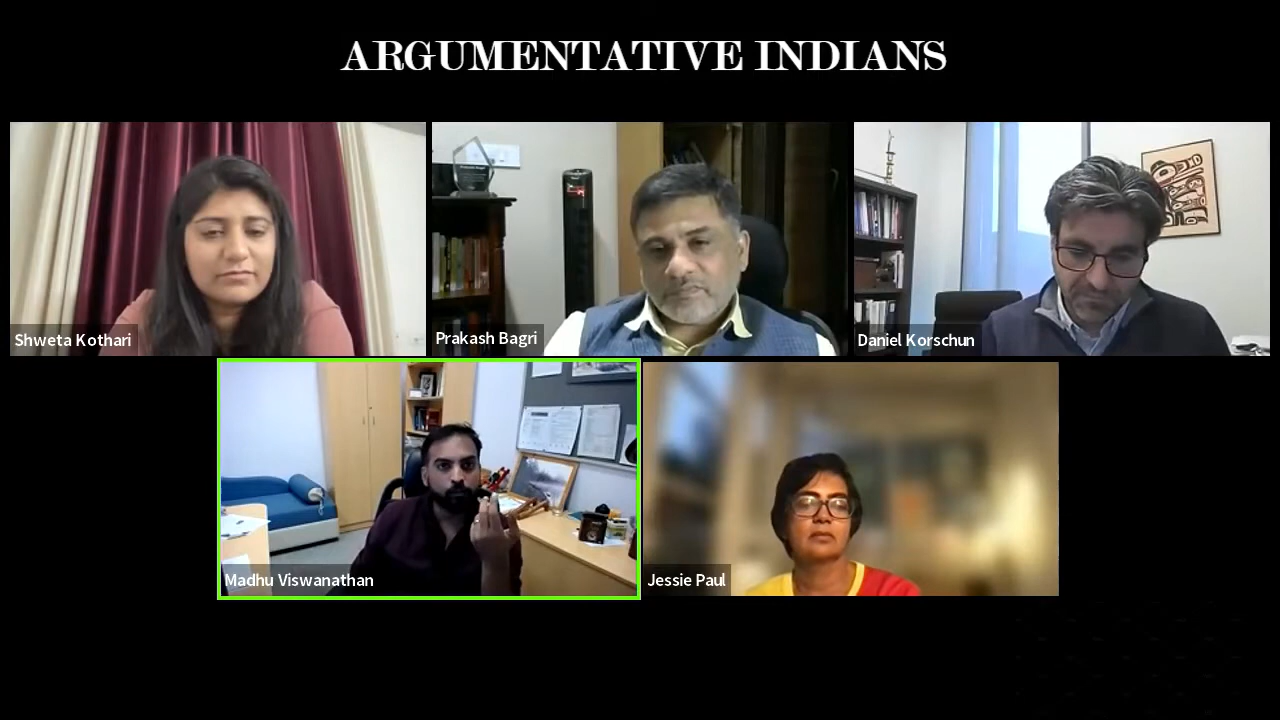 ARGUMENTATIVE INDIANS
Shweta Kothari
Prakash Bagri
Daniel Korschun
Madhu Viswanathan
Jessie Paul